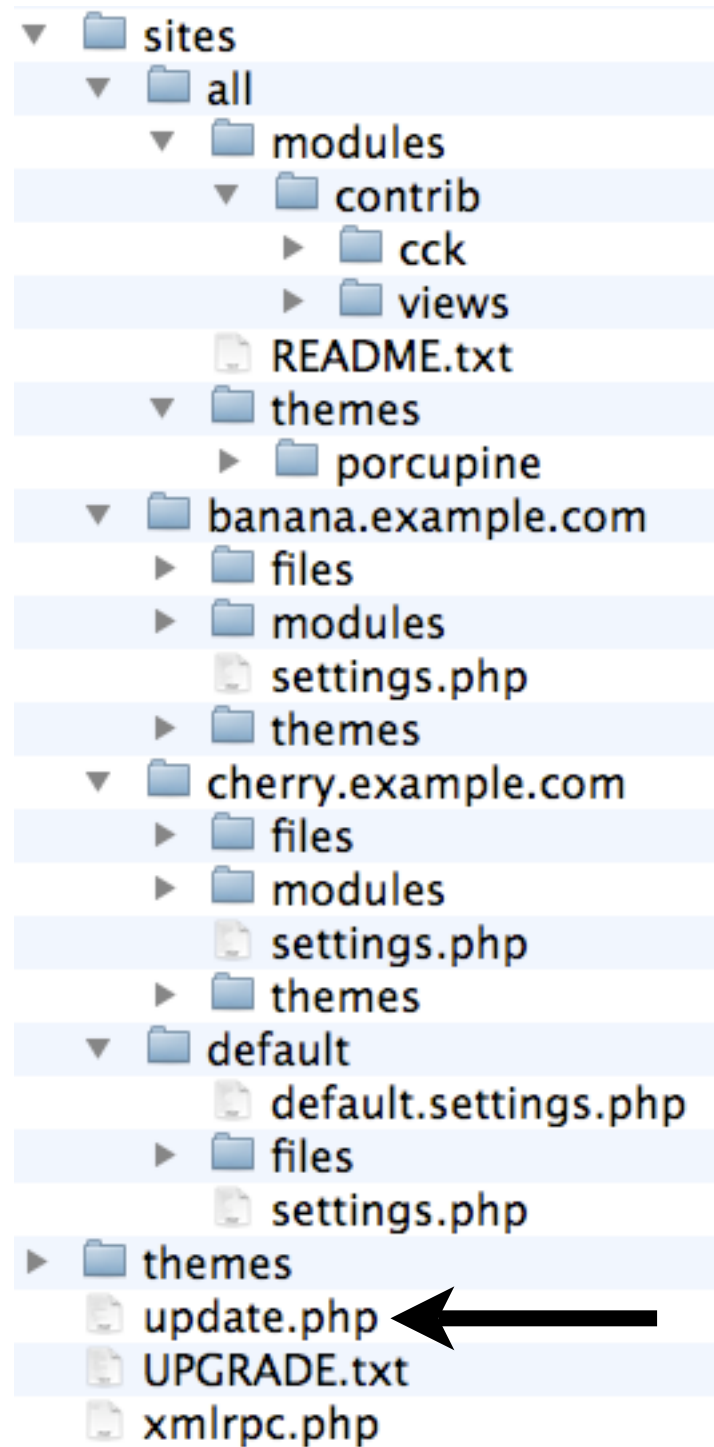 sites
all
modules
contrib
cck
views
README.txt
themes
porcupine
banana.example.com
files
modules
settings.php
themes
cherry.example.com
files
modules
settings.php
themes
default
default.settings.php
files
settings.php
themes
update.php
UPGRADE.txt
xmlrpc.php